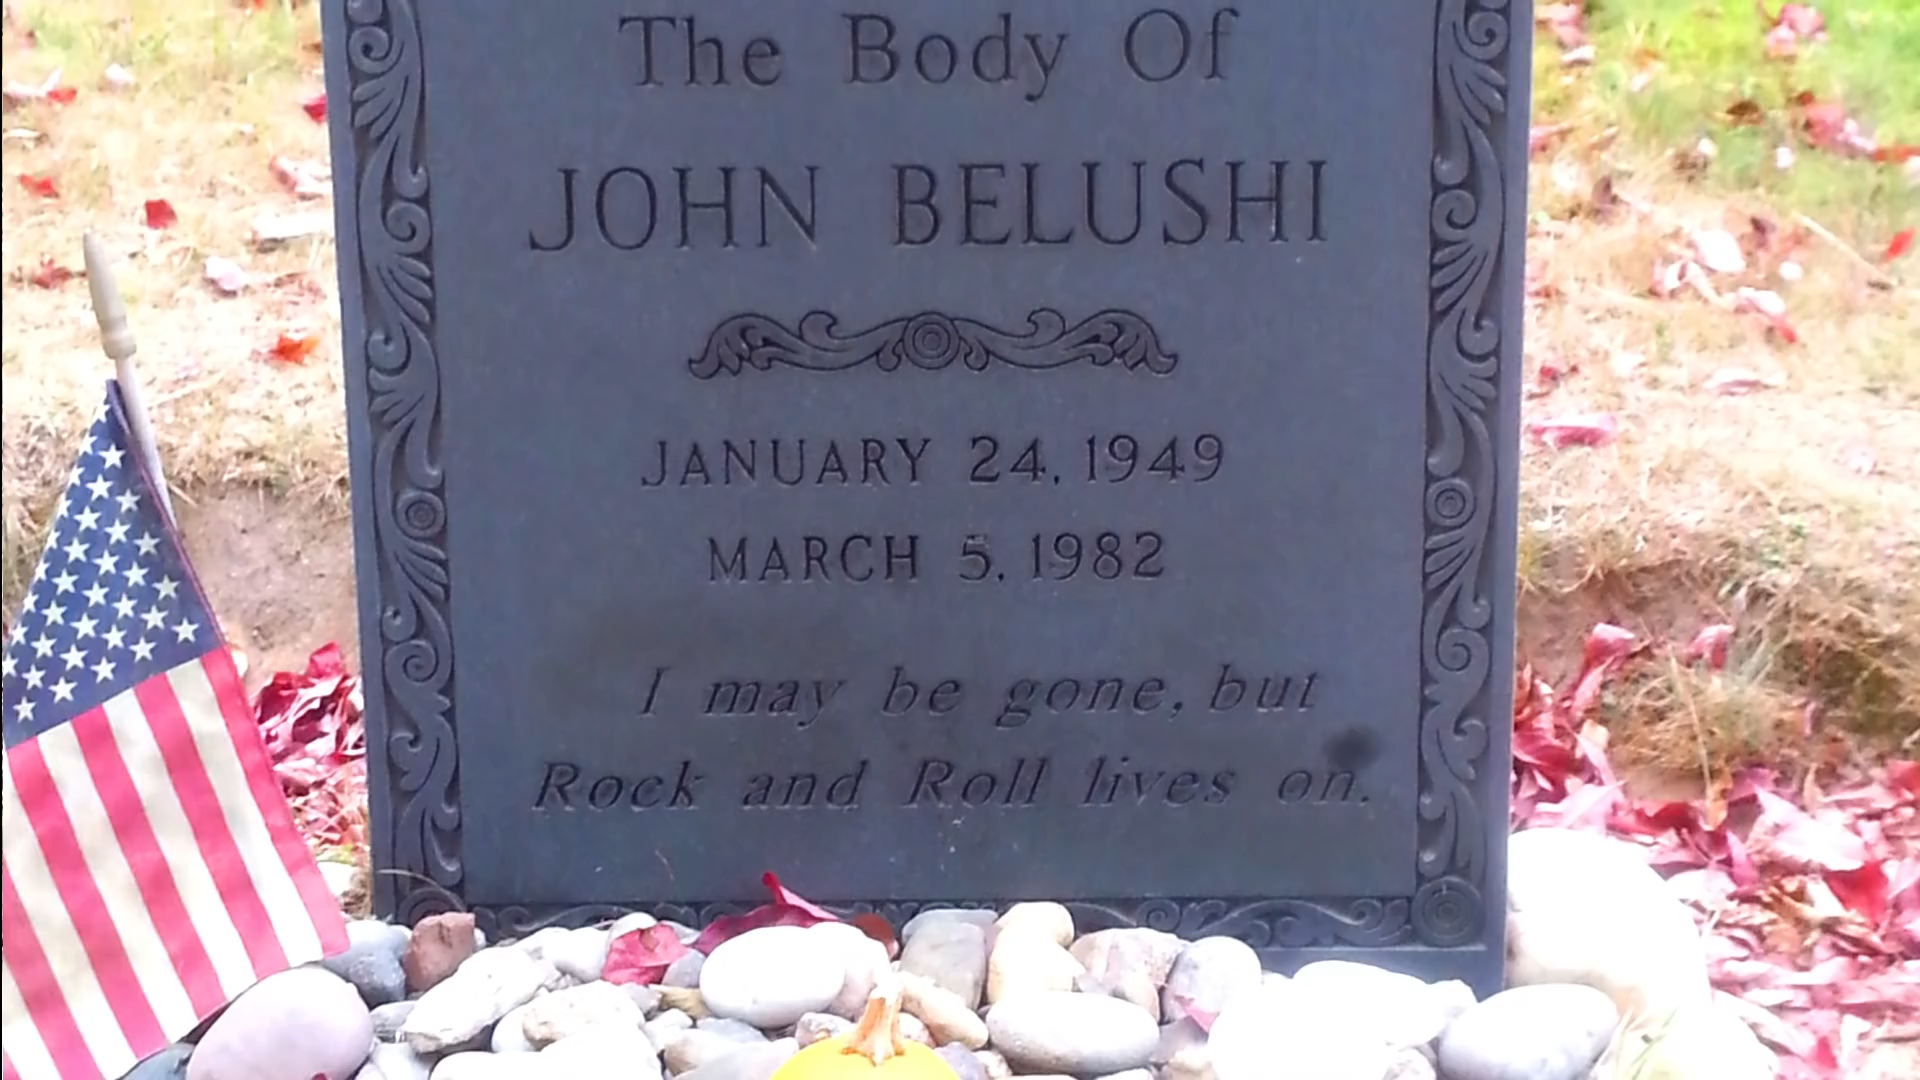 The Body Of
JOHN BELUSHI
JANUARY 24, 1949
MARCH 5, 1982
I may be gone, but
Rock and Roll lives on.